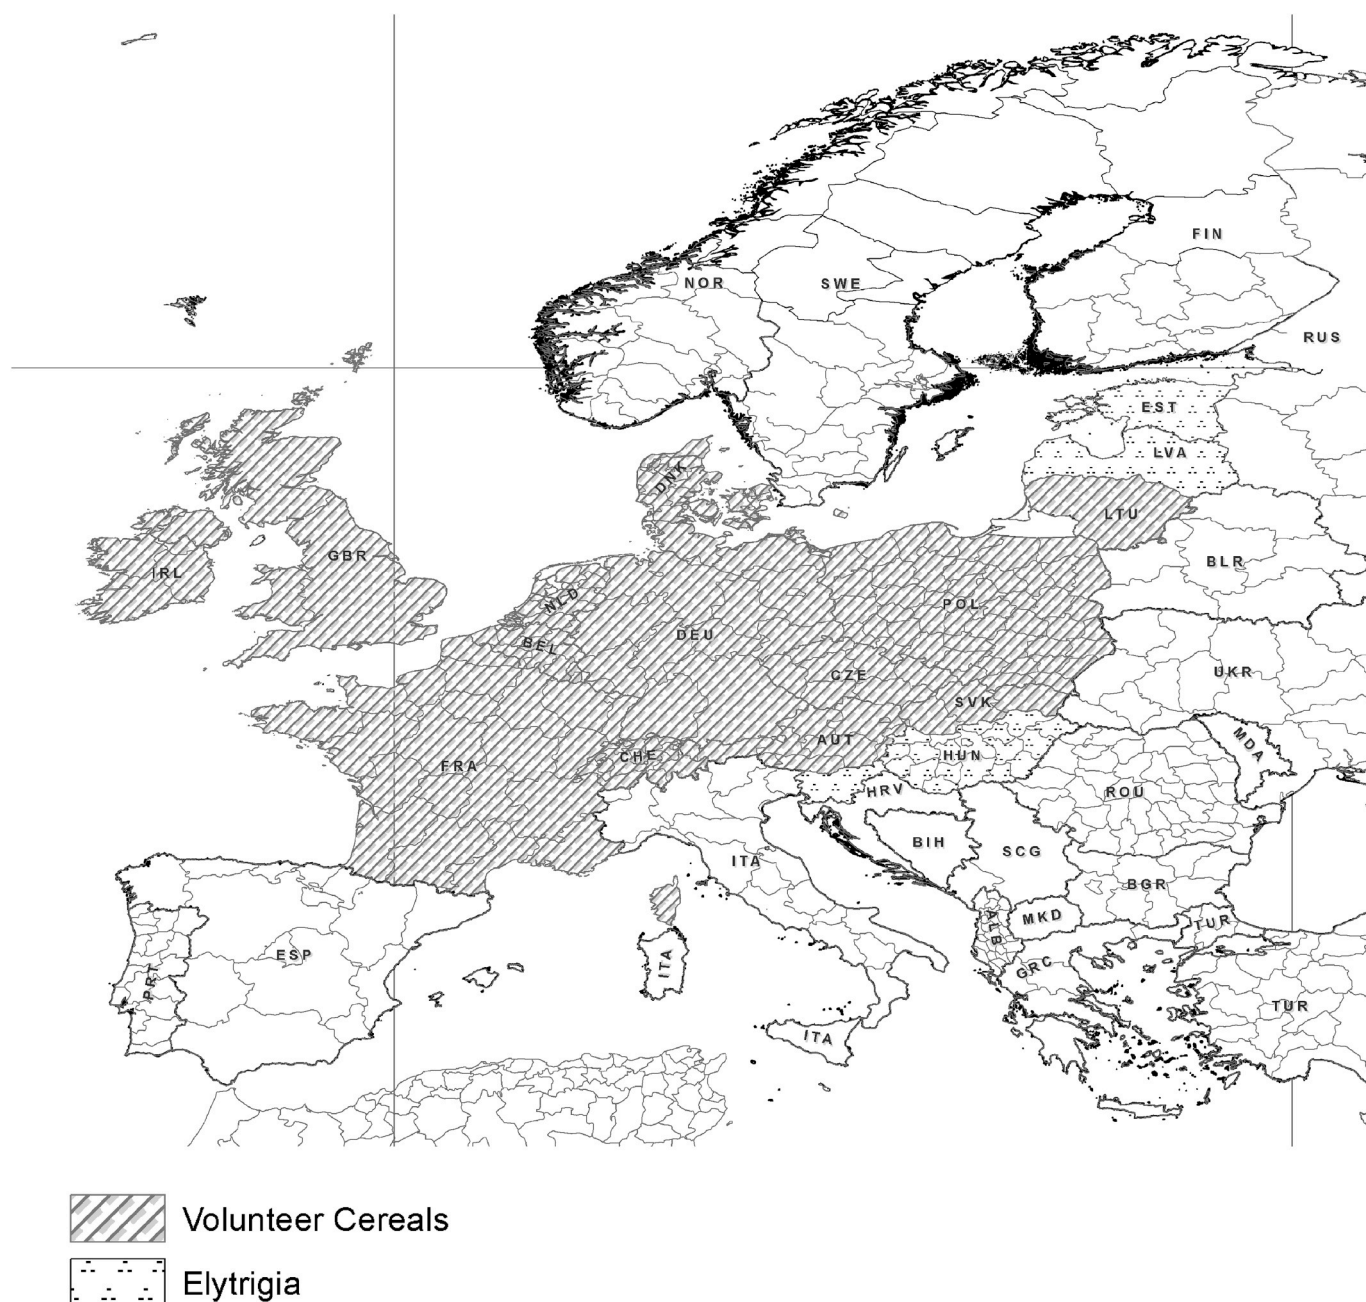 FIN
NOR
SWE
RUS
EST
LVA
DNK
LTU
GBR
IRL
BLR
NLD
POL
DEU
BEL
CZE
UKR
SVK
AUT
MDA
CHE
HUN
FRA
HRV
ROU
BIH
SCG
ITA
BGR
MKD
TUR
ALB
ESP
ITA
GRC
PRT
TUR
ITA
Volunteer Cereals
Elytrigia